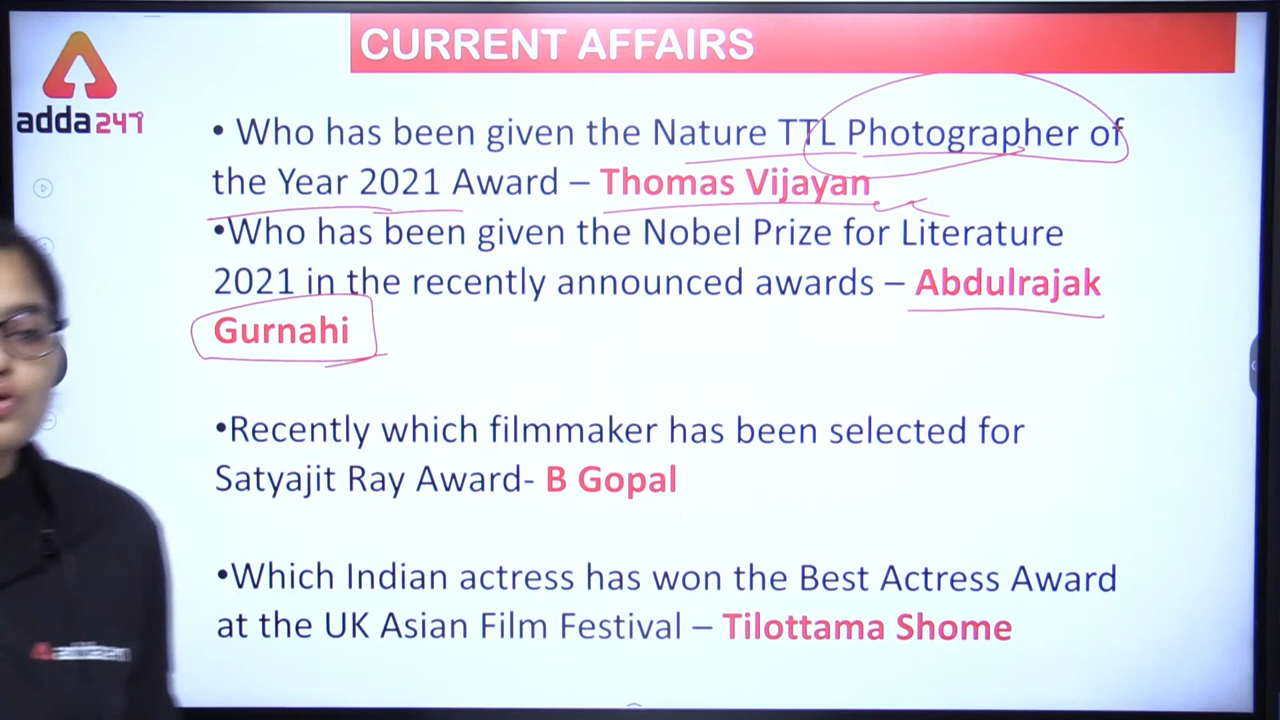 CURRENT AFFAIRS
adda247
• Who has been given the Nature TTL Photographer of
the Year 2021 Award – Thomas Vijayan
•Who has been given the Nobel Prize for Literature
2021 in the recently announced awards – Abdulrajak
Gurnahi
•Recently which filmmaker has been selected for
Satyajit Ray Award- B Gopal
•Which Indian actress has won the Best Actress Award
at the UK Asian Film Festival – Tilottama Shome